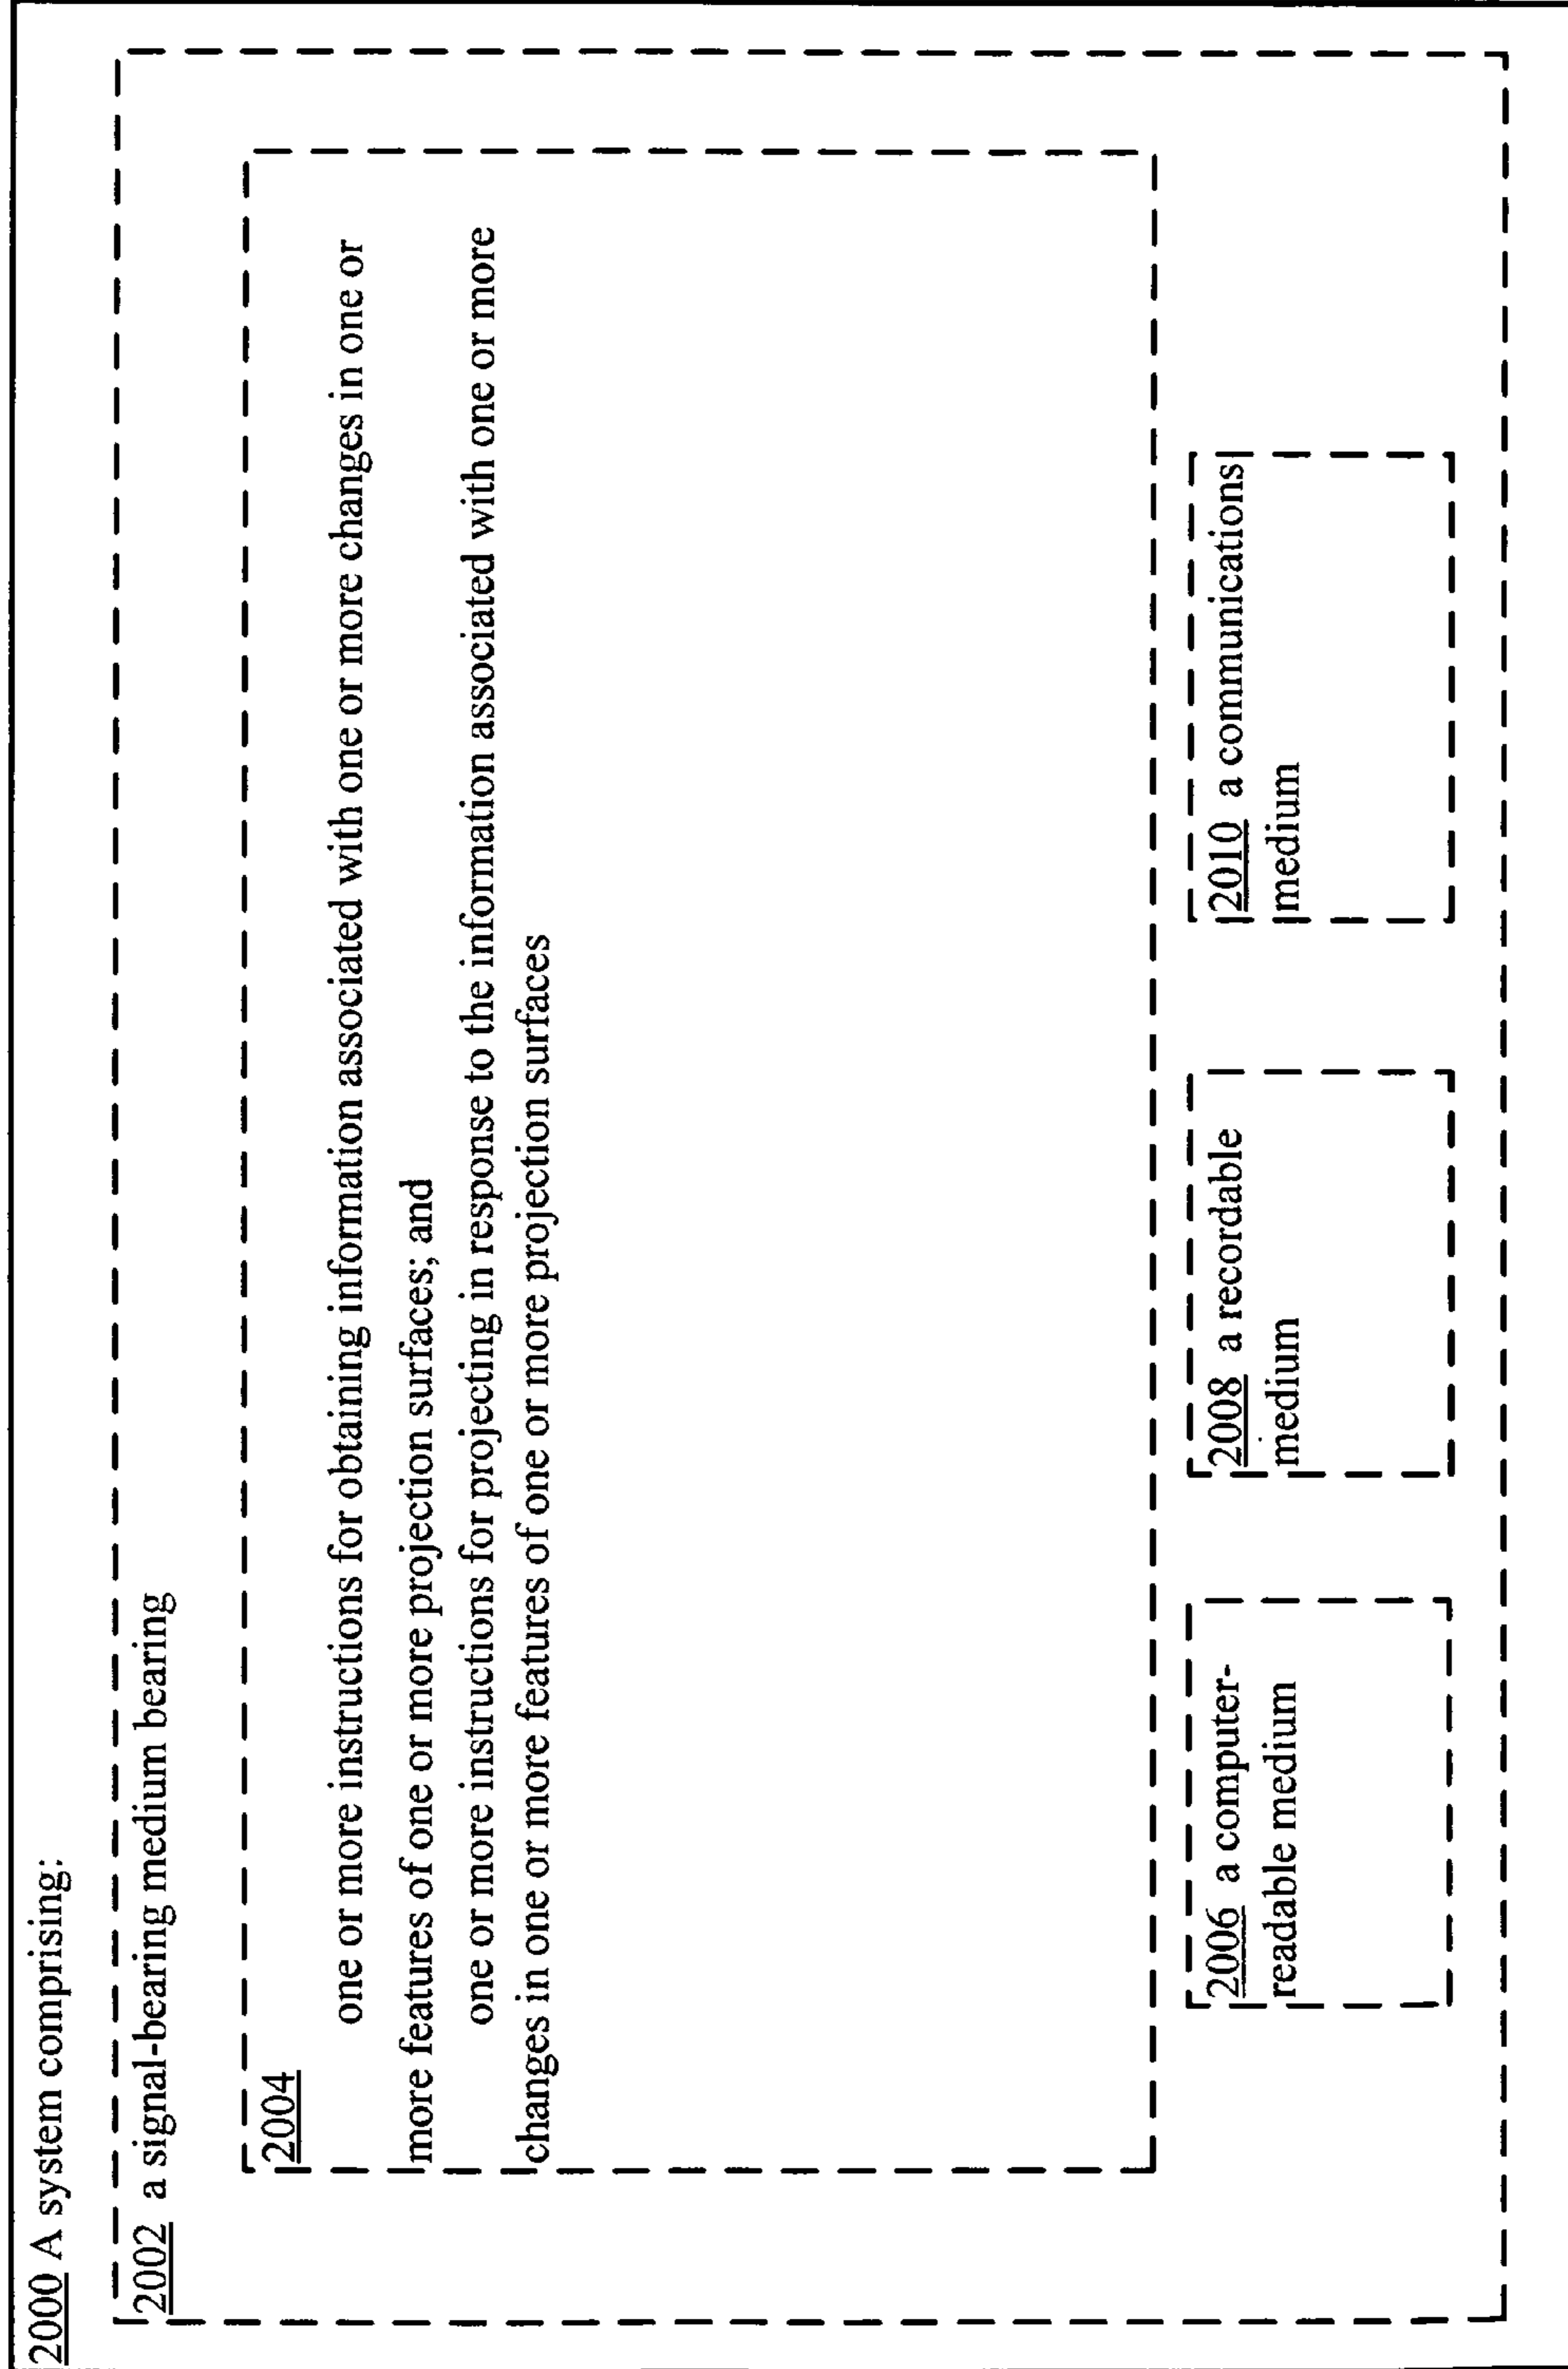 2000 A system comprising:
2002 a signal-bearing medium bearing
2004
one or more instructions for obtaining information associated with one or more changes in one or
more features of one or more projection surfaces; and
one or more instructions for projecting in response to the information associated with one or more
changes in one or more features of one or more projection surfaces
2006 a computer-
readable medium
2008 a recordable
medium
2010 a communications
medium